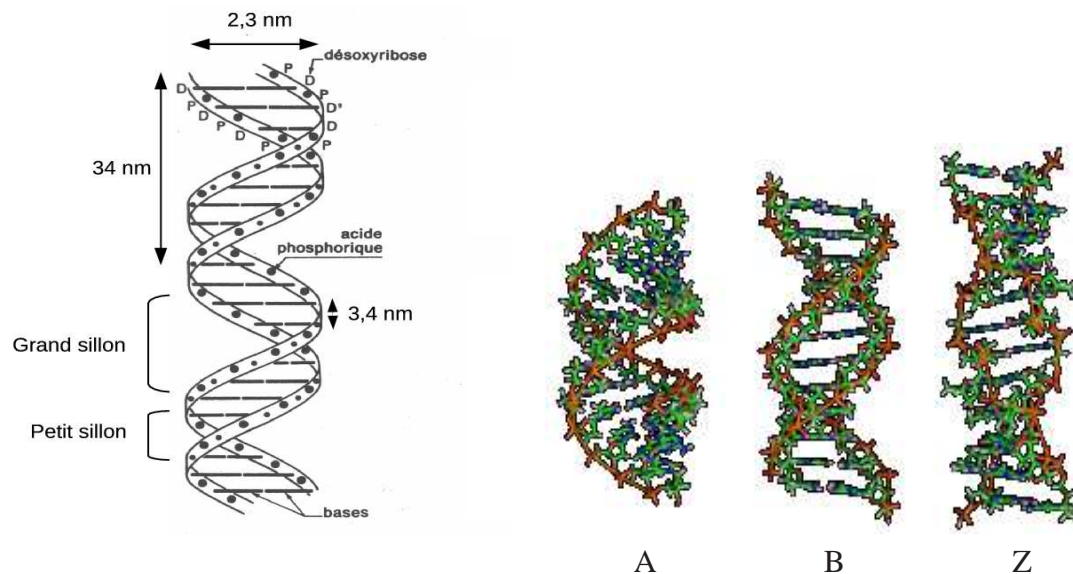 2,3 nm
désoxyribose
P
D
P
D'
D
P
D
P
D
P
D
P
34 nm
acide
phosphorique
3,4 nm
Grand sillon
Petit sillon
bases
A
B
Z